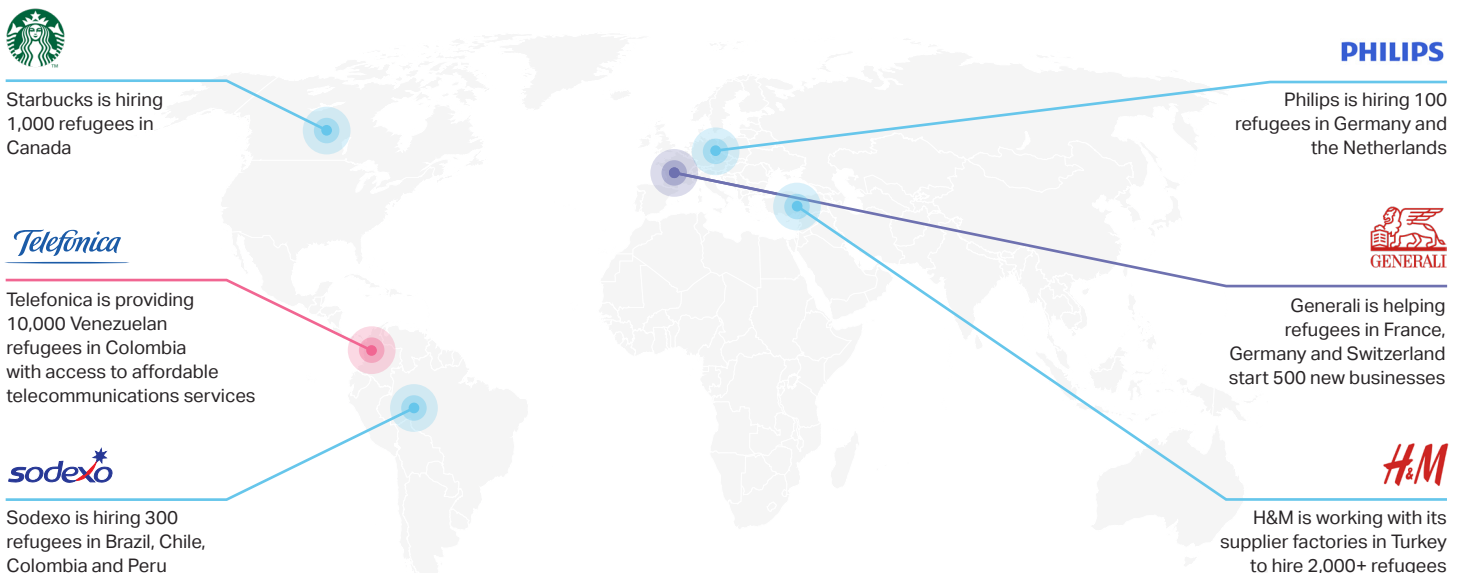 TM
Starbucks is hiring
1,000 refugees in
Canada
Telefonica
Telefonica is providing
10,000 Venezuelan
refugees in Colombia
with access to affordable
telecommunications services
sodexo
Sodexo is hiring 300
refugees in Brazil, Chile,
Colombia and Peru
PHILIPS
Philips is hiring 100
refugees in Germany and
the Netherlands
GENERALI
Generali is helping
refugees in France,
Germany and Switzerland
start 500 new businesses
H&M
H&M is working with its
supplier factories in Turkey
to hire 2,000+ refugees